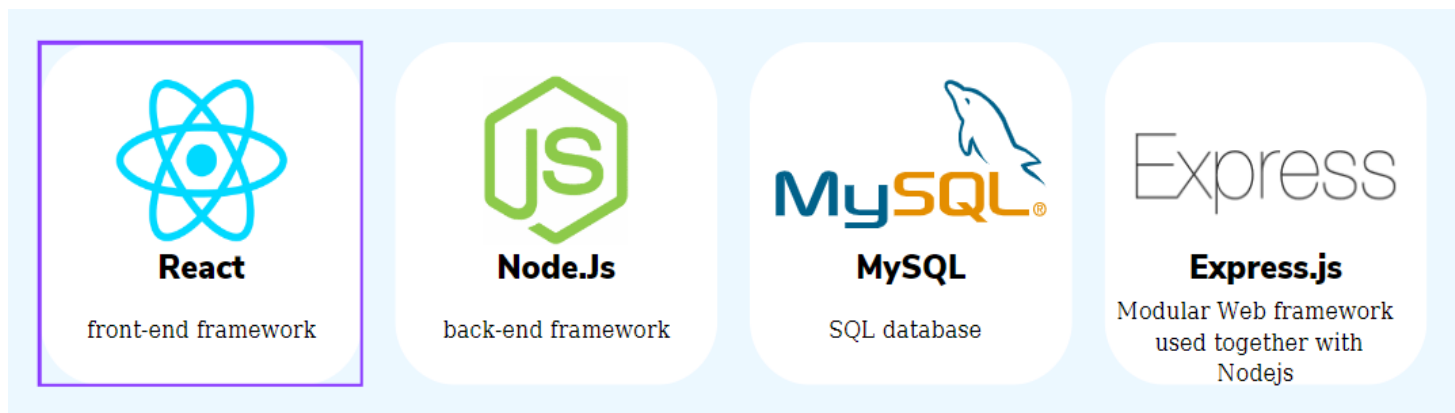 JS
MySQL®
Express
React
Node.Js
MySQL
Express.js
front-end framework
back-end framework
SQL database
Modular Web framework
used together with
Nodejs